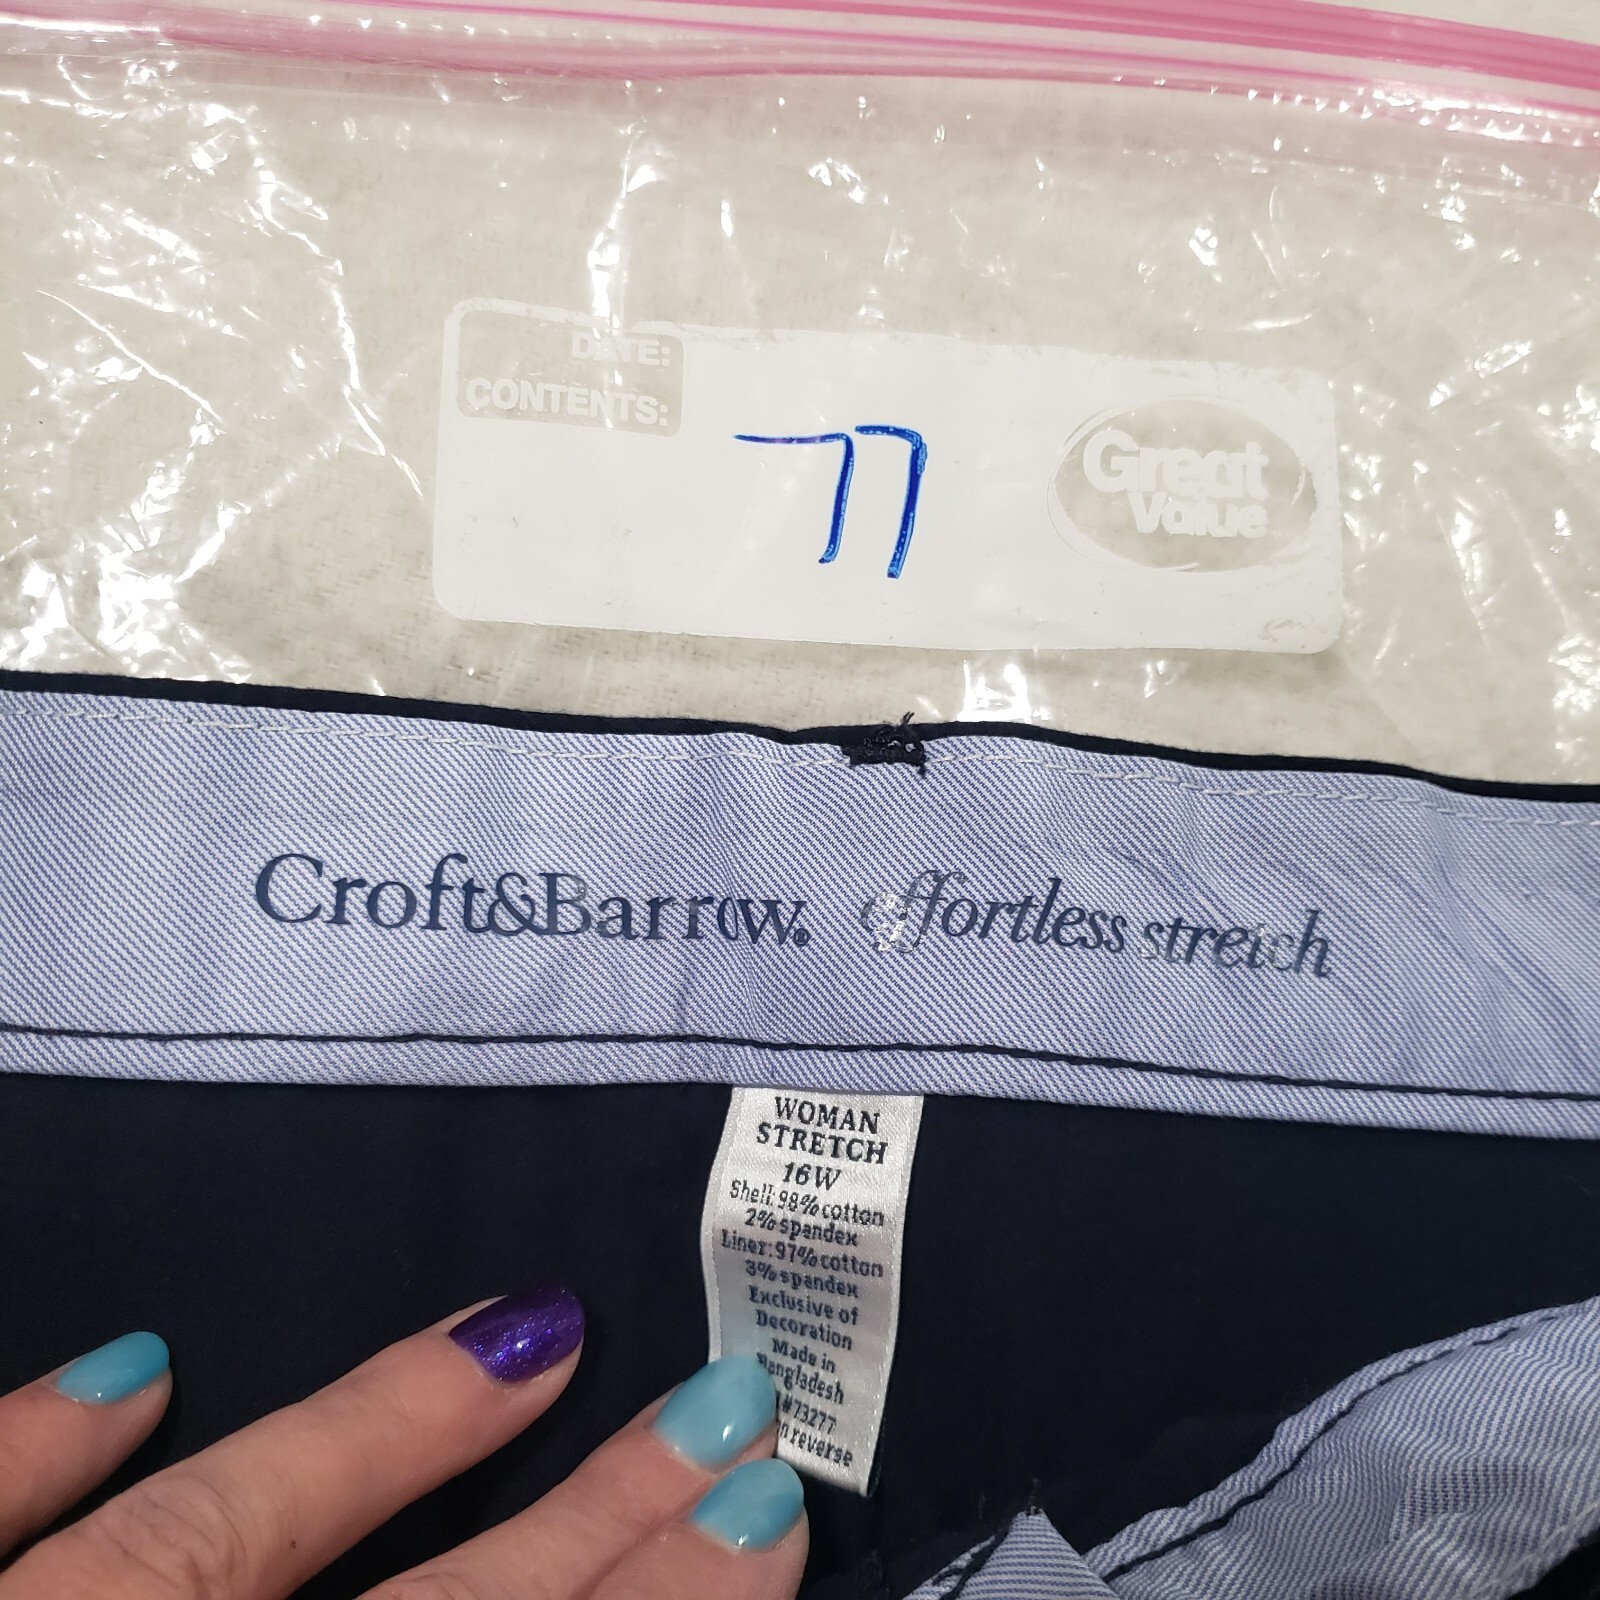 DATE:
CONTENTS:
77
Great
Value
Croft&Barrow® effortless stretch
WOMAN
STRETCH
16W
Shell: 98% cotton
2% spandex
Liner: 97% cotton
3% spandex
Exclusive of
Decoration
Made in
Bangladesh
#73277
reverse